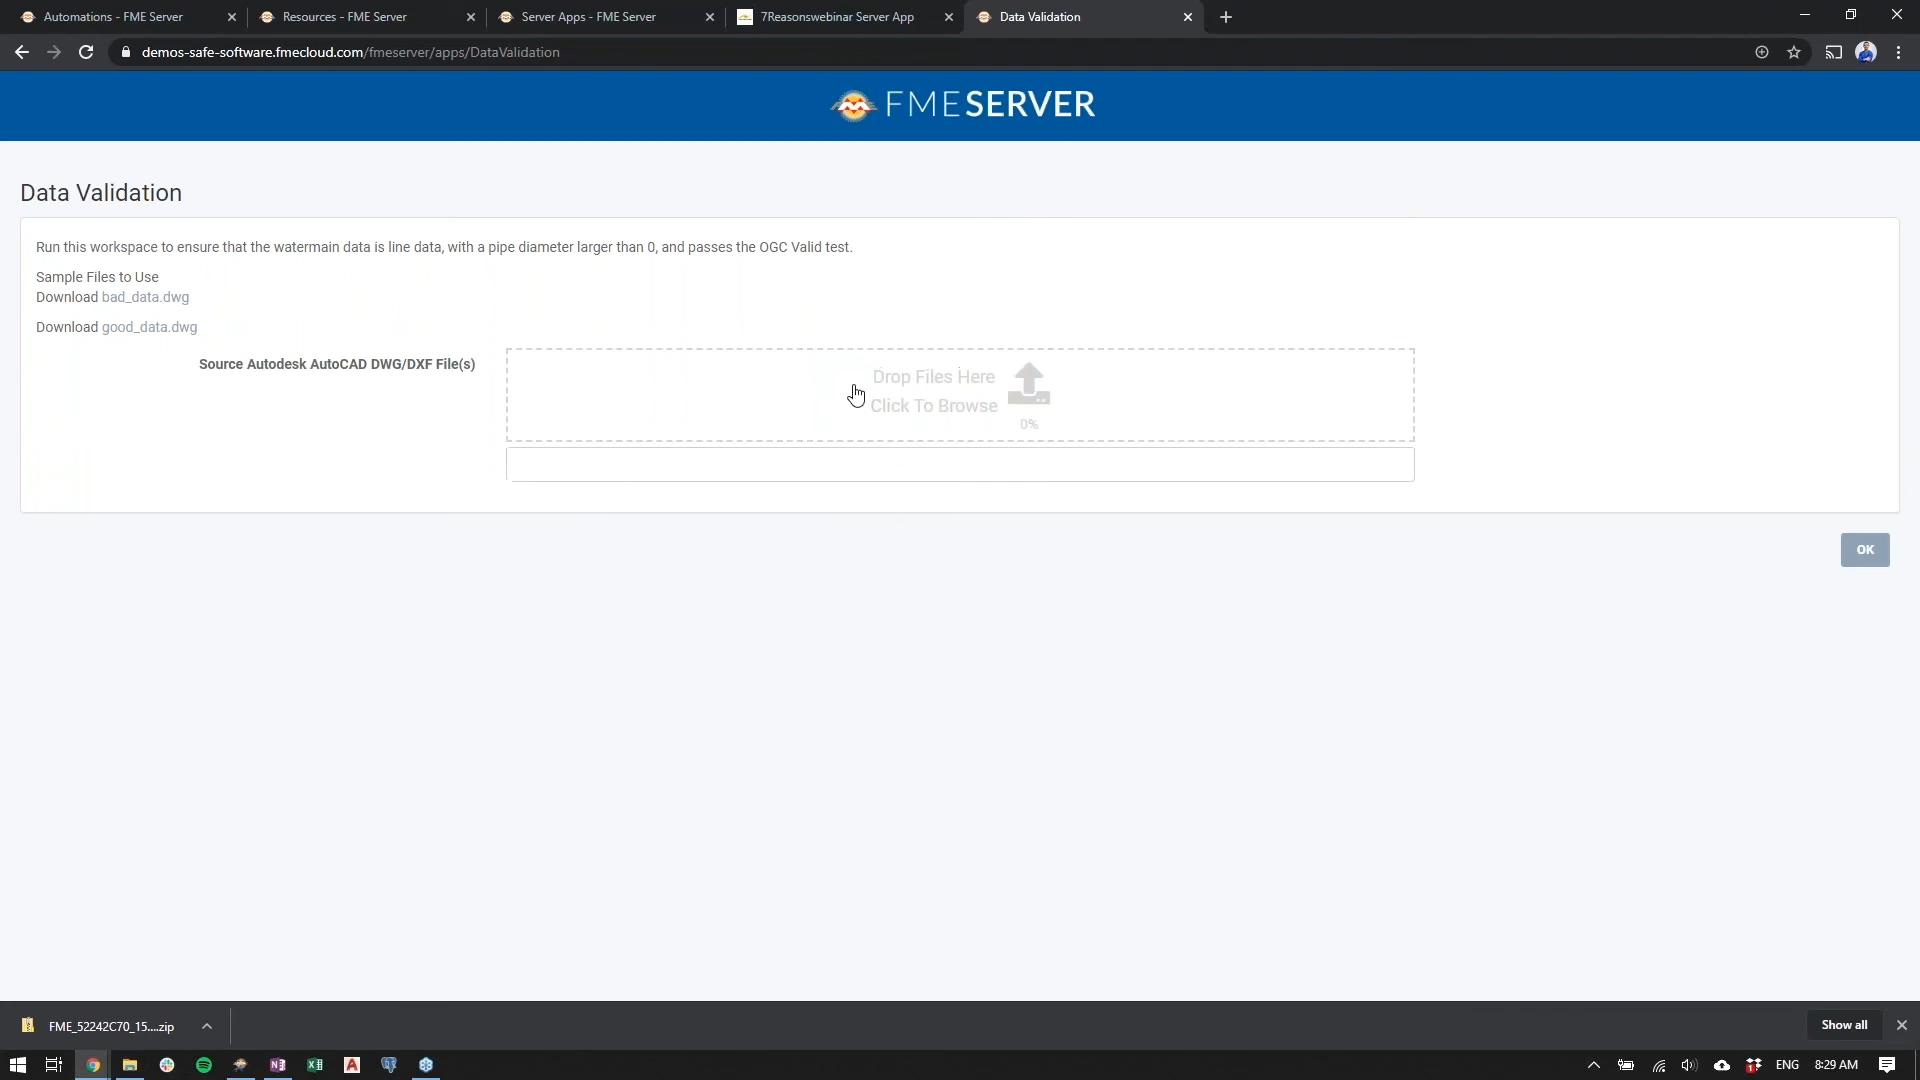 Automations - FME Server
Resources - FME Server
Server Apps - FME Server
7Reasonswebinar Server App
Data Validation
demos-safe-software.fmecloud.com/fmeserver/apps/DataValidation
FMESERVER
Data Validation
Run this workspace to ensure that the watermain data is line data, with a pipe diameter larger than 0, and passes the OGC Valid test.
Sample Files to Use
Download bad_data.dwg
Download good_data.dwg
Source Autodesk AutoCAD DWG/DXF File(s)
Drop Files Here
Click To Browse
0%
OK
FME_52242C70_15....zip
Show all
ENG
8:29 AM